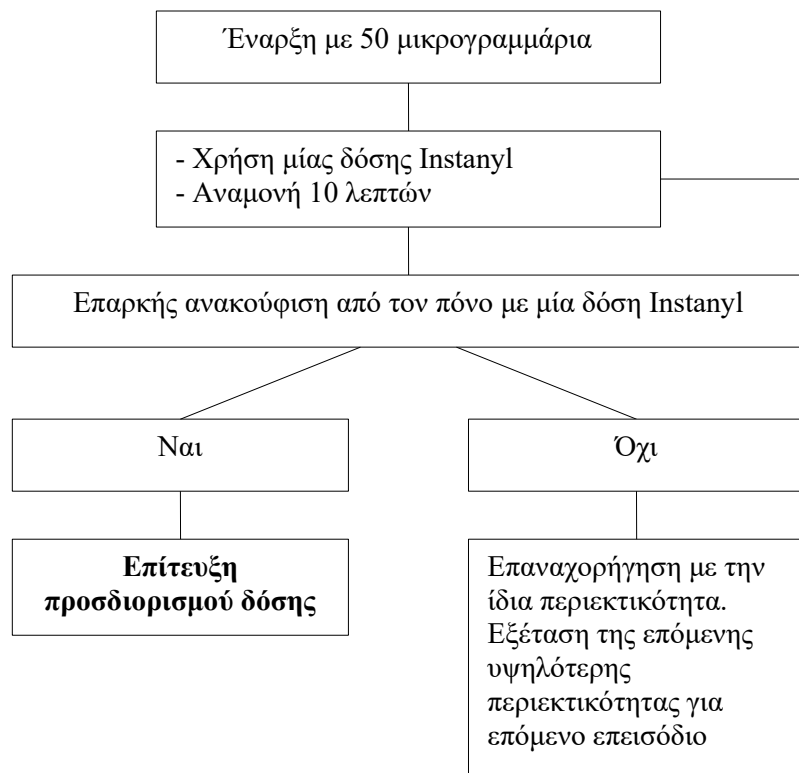 Έναρξη με 50 μικρογραμμάρια
- Χρήση μίας δόσης Instanyl
- Αναμονή 10 λεπτών
Επαρκής ανακούφιση από τον πόνο με μία δόση Instanyl
Ναι
Όχι
Επίτευξη
προσδιορισμού δόσης
Επαναχορήγηση με την
ίδια περιεκτικότητα.
Εξέταση της επόμενης
υψηλότερης
περιεκτικότητας για
επόμενο επεισόδιο